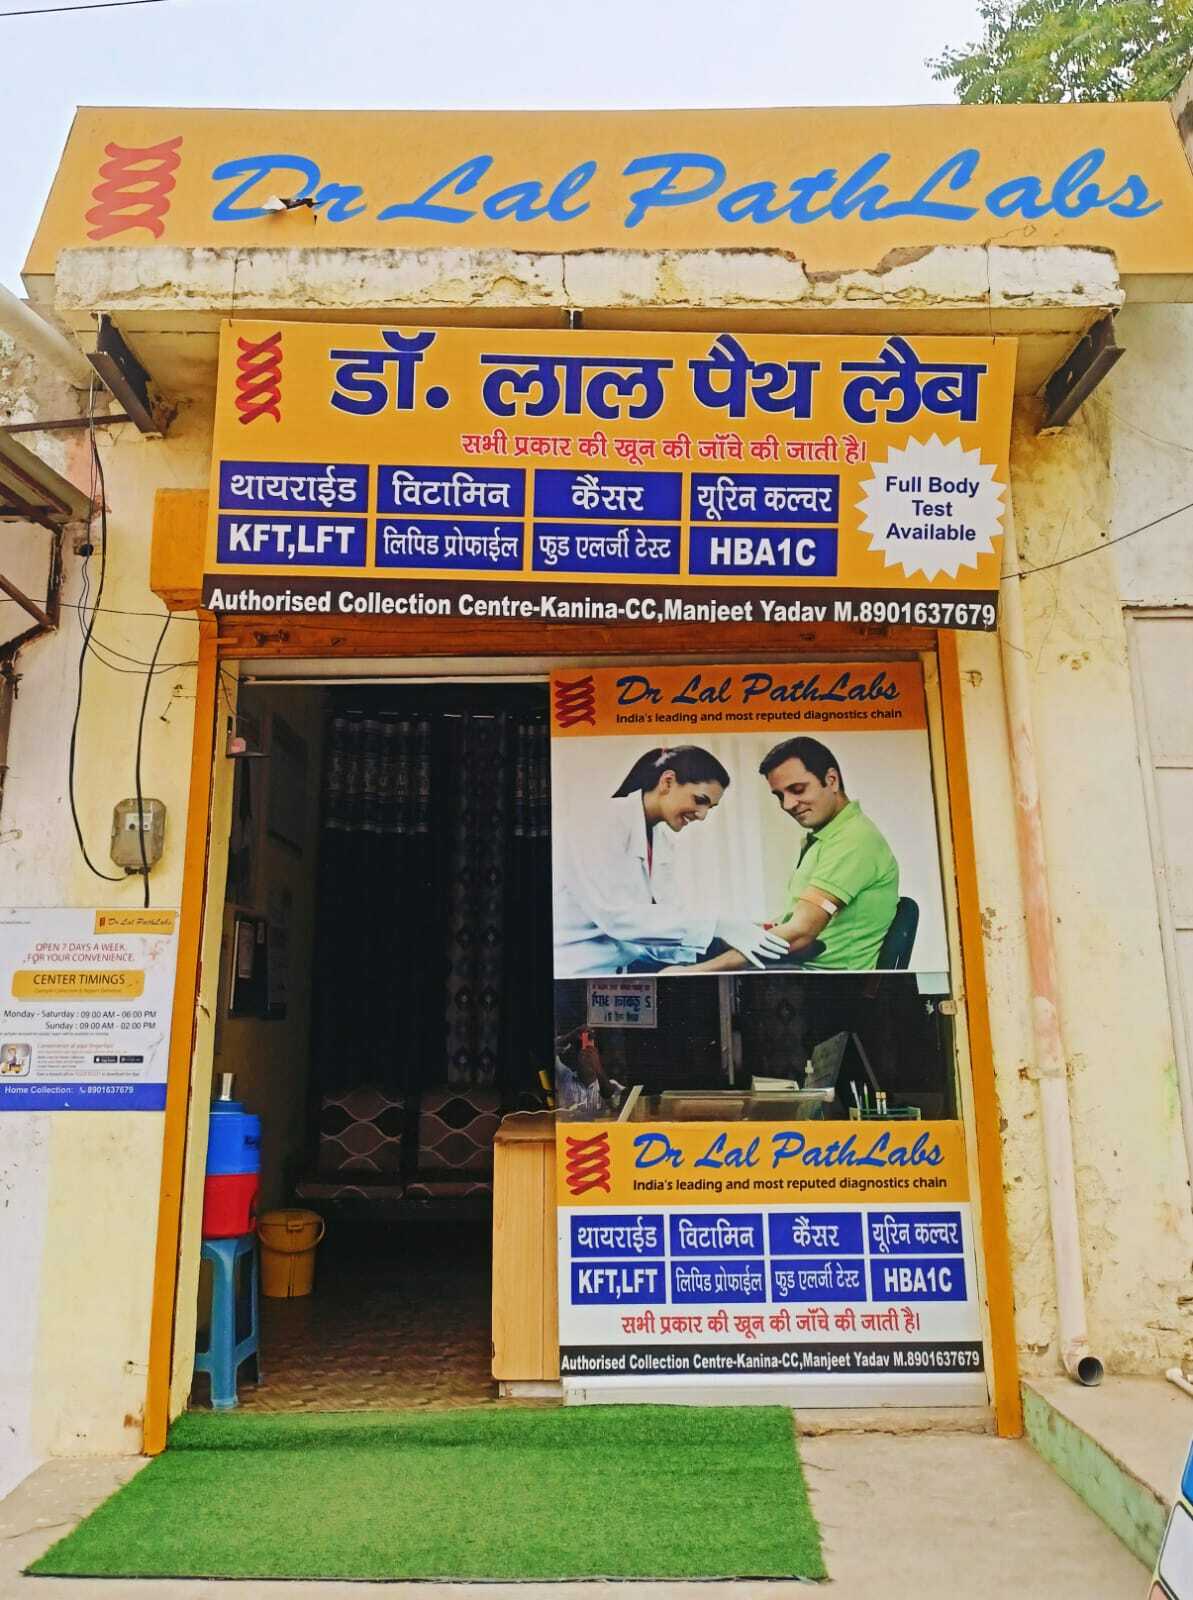 Dr Lal PathLabs
डॉ. लाल पैथ लैब
सभी प्रकार की खून की जाँचे की जाती है।
थायराईड विटामिन कैंसर यूरिन कल्चर
KFT,LFT लिपिड प्रोफाईल फुड एलर्जी टेस्ट HBA1C
Full Body
Test
Available
Authorised Collection Centre-Kanina-CC,Manjeet Yadav M.8901637679
Dr Lal PathLabs
India's leading and most reputed diagnostics chain
Dr Lal PathLabs
OPEN 7 DAYS A WEEK
FOR YOUR CONVENIENCE.
CENTER TIMINGS
Monday - Saturday : 09:00 AM - 06:00 PM
Sunday : 09:00 AM - 02:00 PM
Home Collection: 8901637679
Dr Lal PathLabs
India's leading and most reputed diagnostics chain
थायराईड विटामिन कैंसर यूरिन कल्चर
KFT,LFT लिपिड प्रोफाईल फुड एलर्जी टेस्ट HBA1C
सभी प्रकार की खून की जाँचे की जाती है।
Authorised Collection Centre-Kanina-CC,Manjeet Yadav M.8901637679